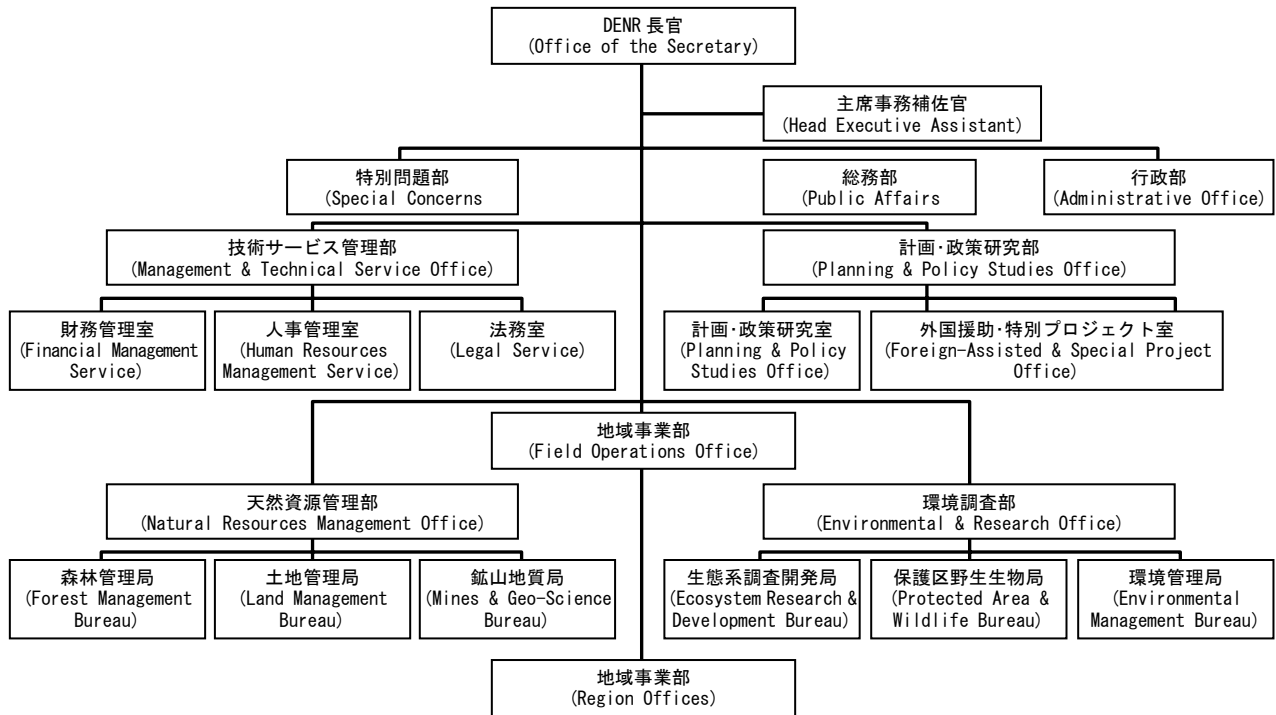 DENR 長官
(Office of the Secretary)
主席事務補佐官
(Head Executive Assistant)
特別問題部
(Special Concerns
総務部
(Public Affairs
行政部
(Administrative Office)
技術サービス管理部
(Management & Technical Service Office)
計画･政策研究部
(Planning & Policy Studies Office)
財務管理室
(Financial Management
Service)
人事管理室
(Human Resources
Management Service)
法務室
(Legal Service)
計画･政策研究室
(Planning & Policy
Studies Office)
外国援助･特別プロジェクト室
(Foreign-Assisted & Special Project
Office)
地域事業部
(Field Operations Office)
天然資源管理部
(Natural Resources Management Office)
環境調査部
(Environmental & Research Office)
森林管理局
(Forest Management
Bureau)
土地管理局
(Land Management
Bureau)
鉱山地質局
(Mines & Geo-Science
Bureau)
生態系調査開発局
(Ecosystem Research &
Development Bureau)
保護区野生生物局
(Protected Area &
Wildlife Bureau)
環境管理局
(Environmental
Management Bureau)
地域事業部
(Region Offices)